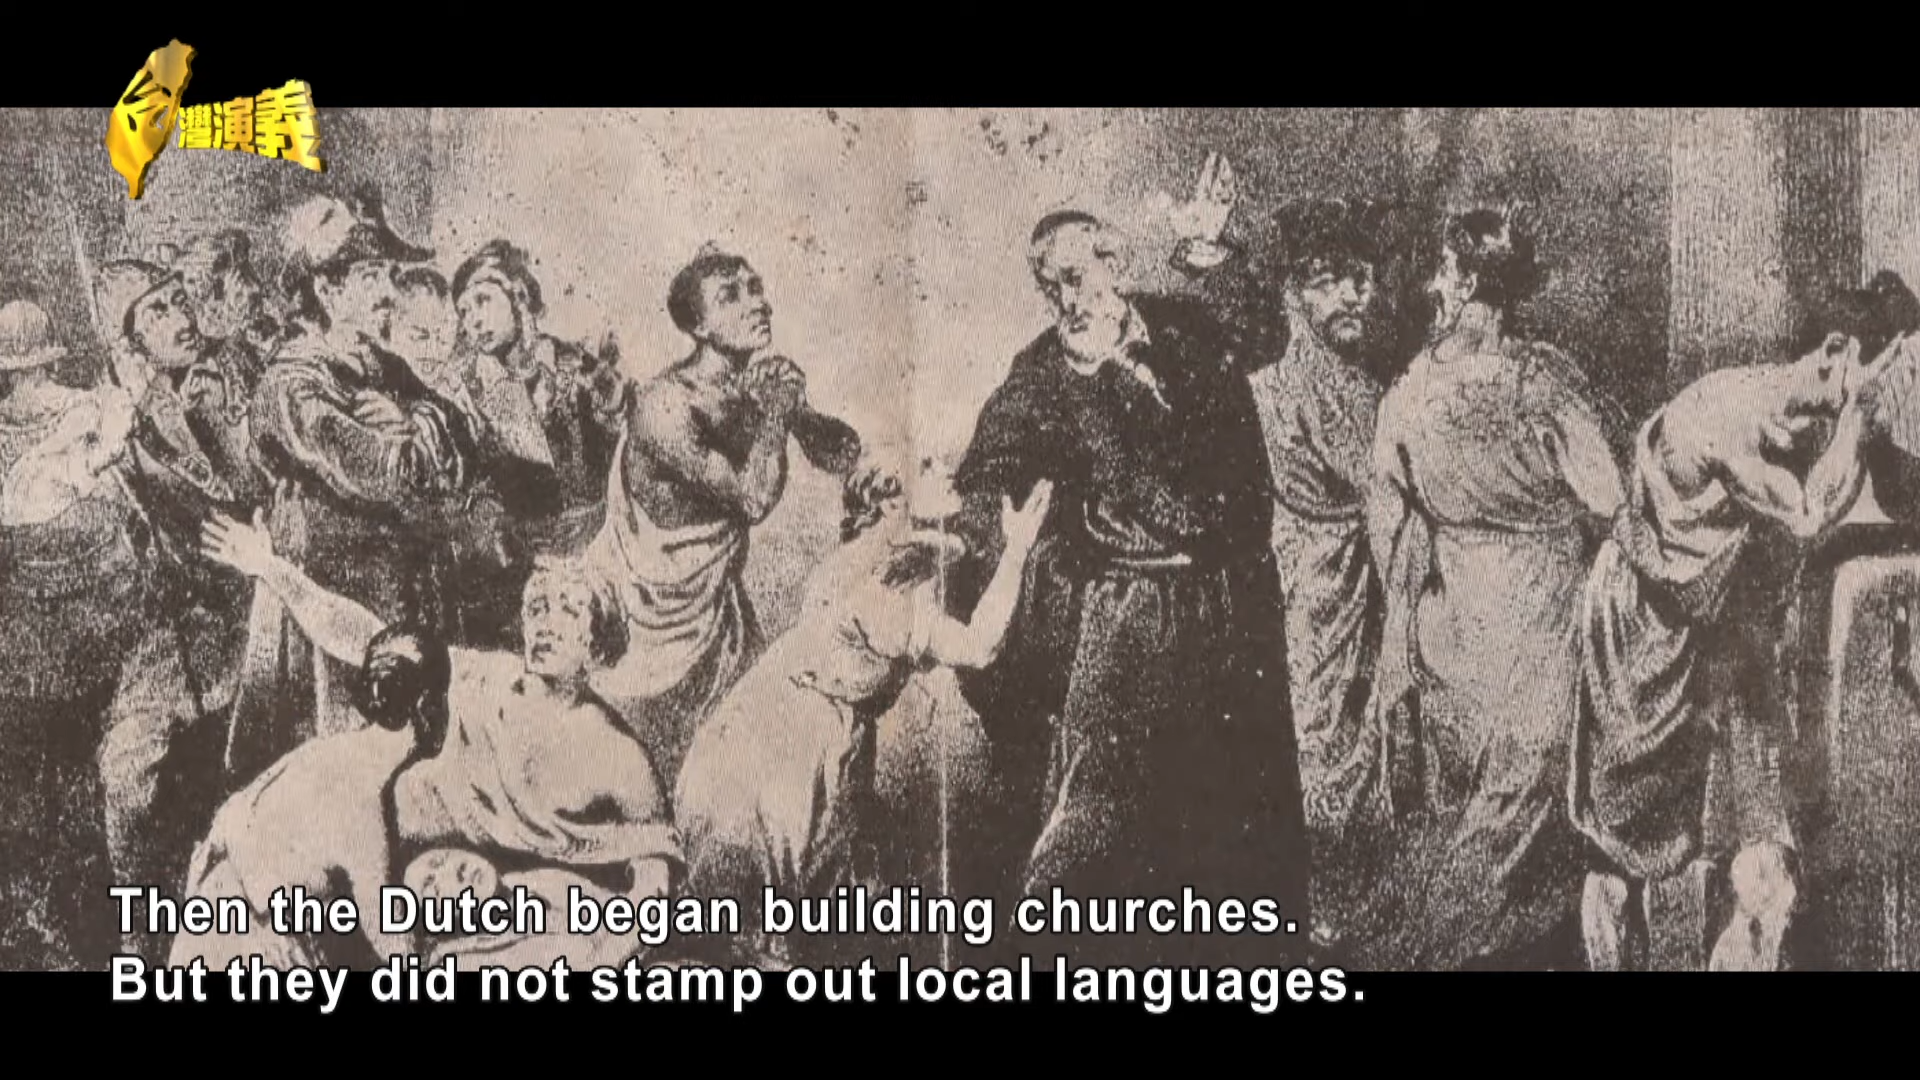 台灣演義
Then the Dutch began building churches.
But they did not stamp out local languages.